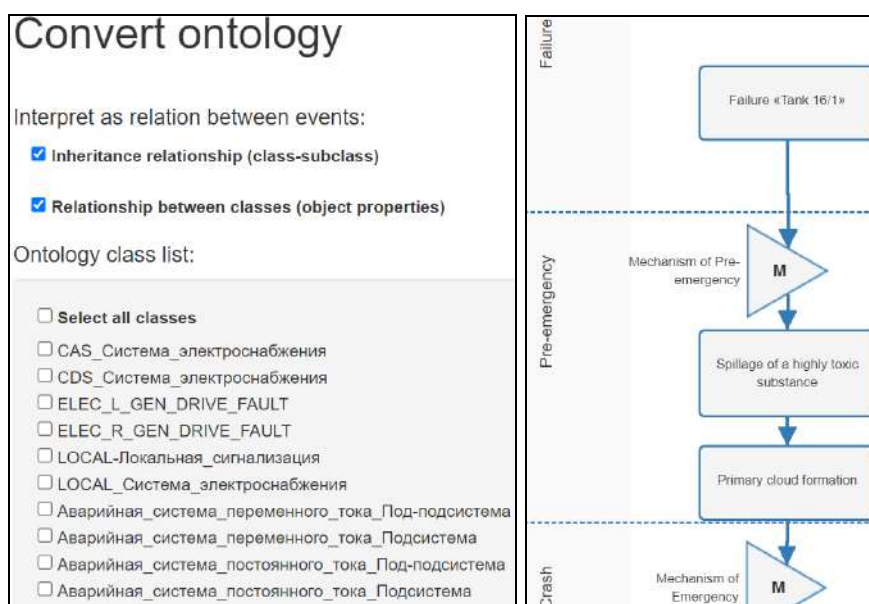 Convert ontology
Interpret as relation between events:
Inheritance relationship (class-subclass)
Relationship between classes (object properties)
Ontology class list:
Select all classes
CAS_Система_электроснабжения
CDS_Система_электроснабжения
ELEC_L_GEN_DRIVE_FAULT
ELEC_R_GEN_DRIVE_FAULT
LOCAL-Локальная_сигнализация
LOCAL_Система_электроснабжения
Аварийная_система_переменного_тока_Под-подсистема
Аварийная_система_переменного_тока_Подсистема
Аварийная_система_постоянного_тока_Под-подсистема
Аварийная_система_постоянного_тока_Подсистема
Failure
Failure «Tank 16/1»
Pre-emergency
Mechanism of Pre-
emergency
M
Spillage of a highly toxic
substance
Primary cloud formation
Crash
Mechanism of
Emergency
M